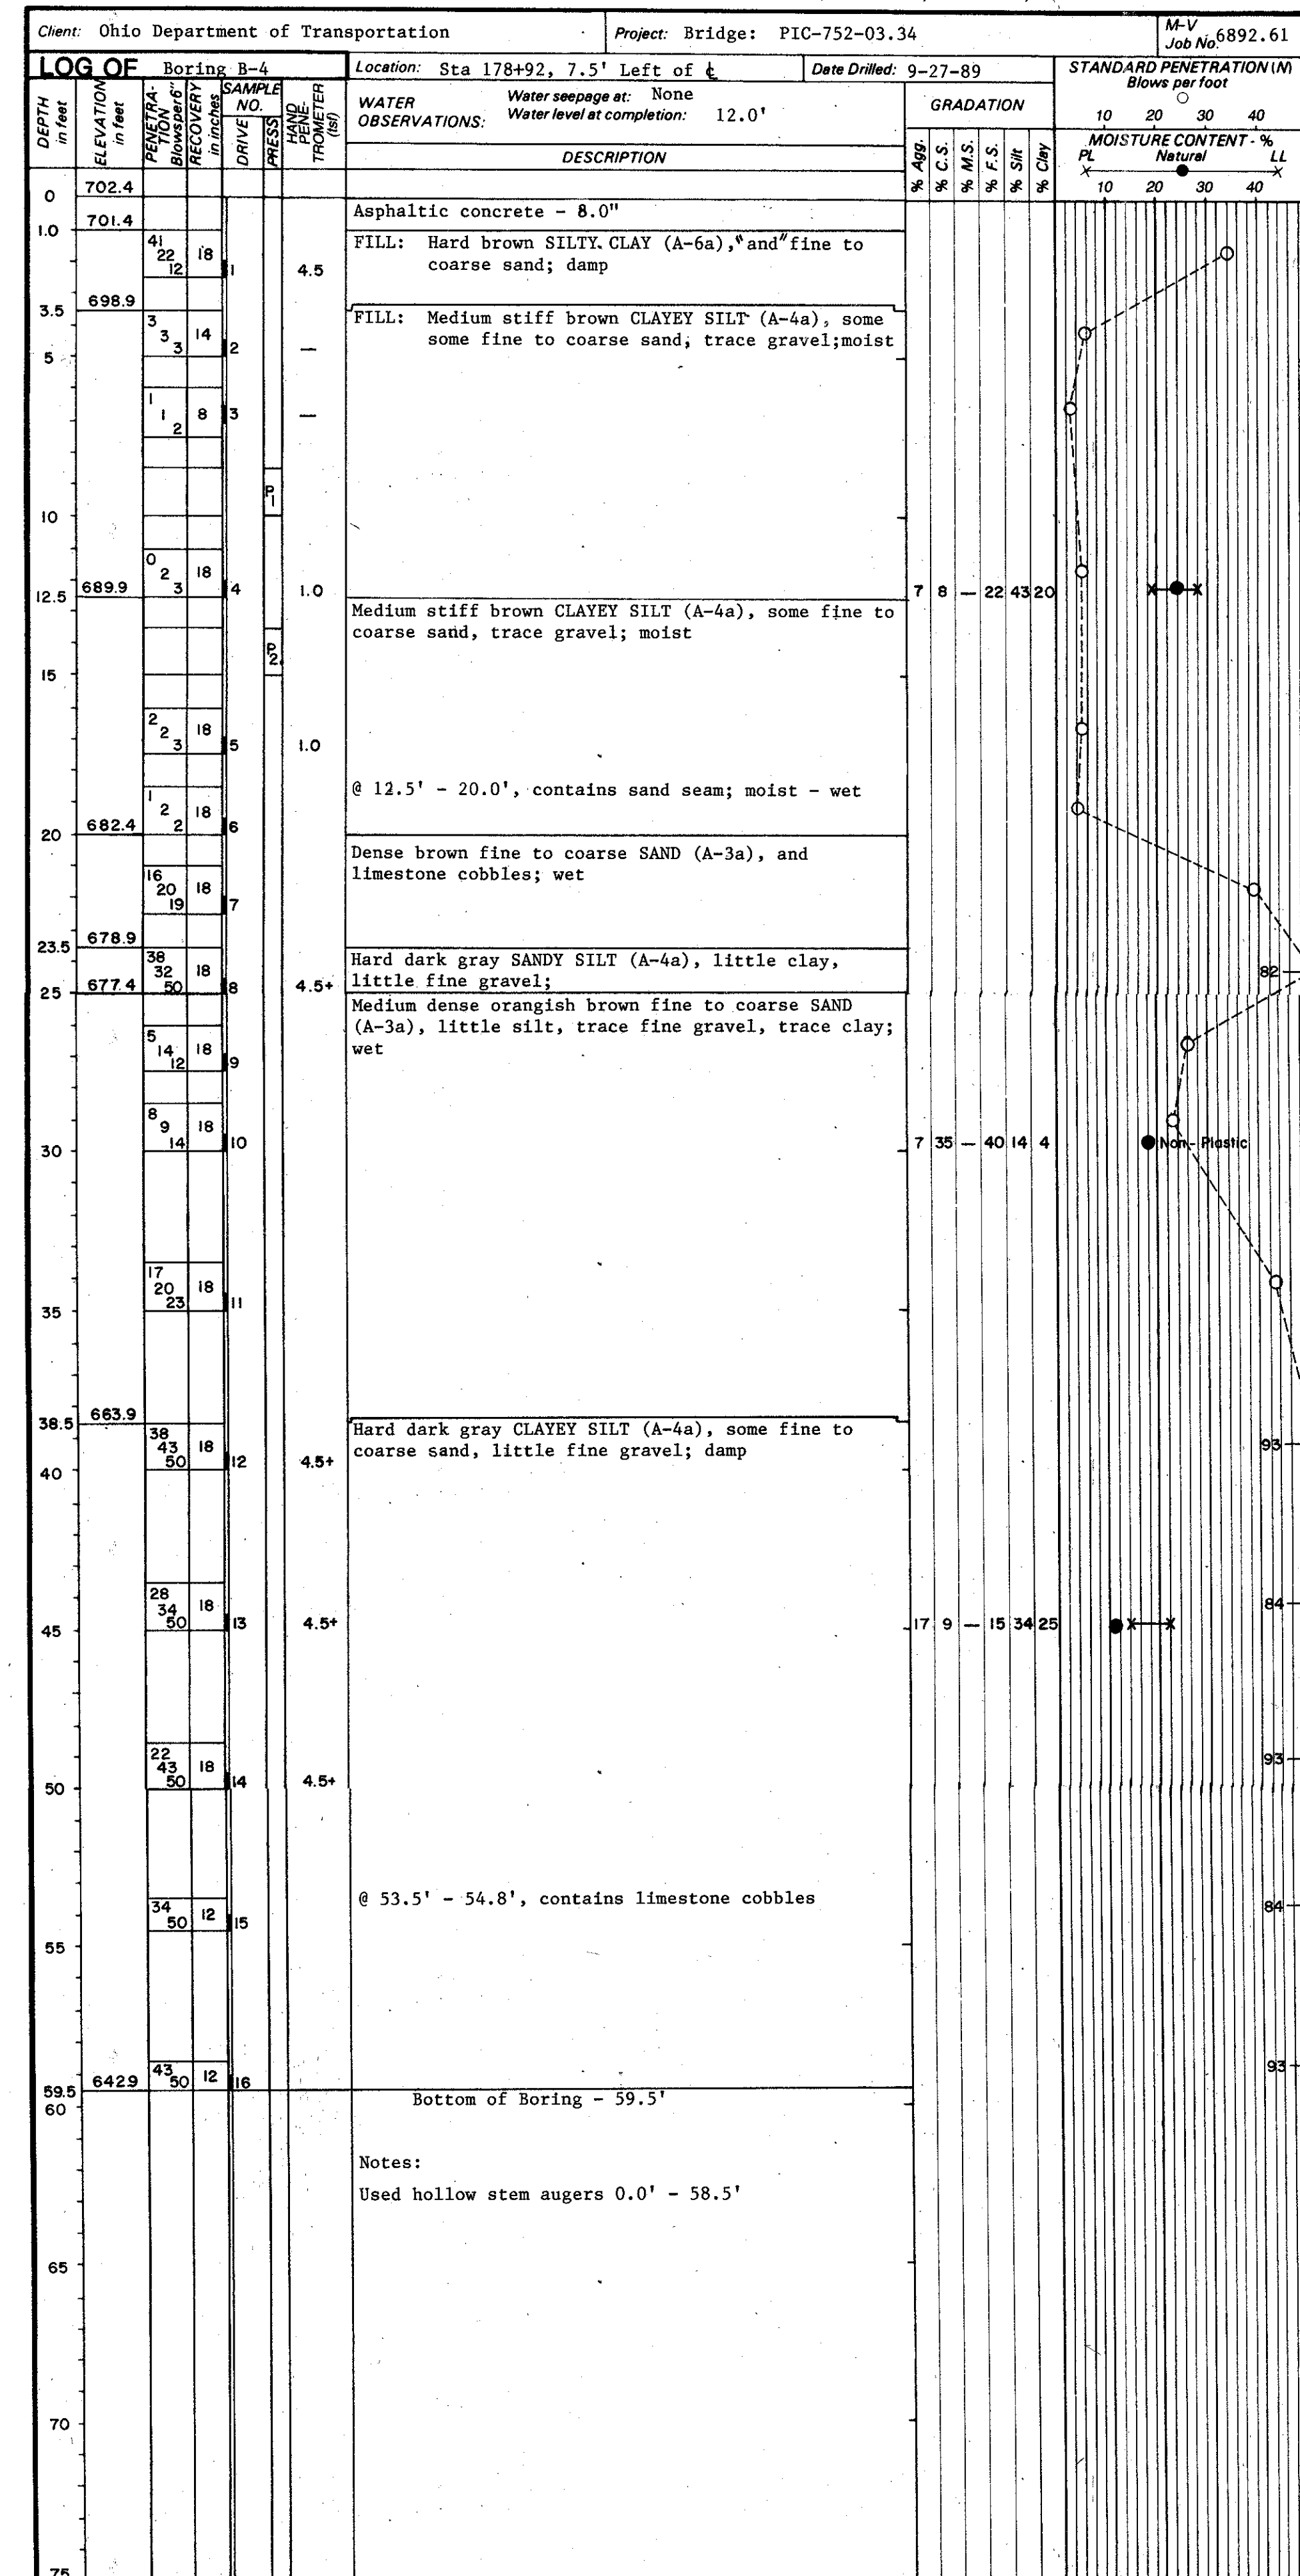 Client: Ohio Department of Transportation Project: Bridge: PIC-752-03.34 M-V Job No. 6892.61
LOG OF Boring B-4 Location: Sta 178+92, 7.5' Left of ℄ Date Drilled: 9-27-89 STANDARD PENETRATION (N)
Blows per foot
10 20 30 40
DEPTH in feet
ELEVATION in feet
PENETRA-TION Blows per 6"
RECOVERY in inches
SAMPLE NO.
DRIVE
PRESS
HAND PENE-TROMETER (tsf)
WATER OBSERVATIONS:
Water seepage at: None
Water level at completion: 12.0'
DESCRIPTION
GRADATION
% Agg. % C.S. % M.S. % F.S. % Silt % Clay
MOISTURE CONTENT - %
PL Natural LL
10 20 30 40
0 702.4
Asphaltic concrete - 8.0"
1.0 701.4
41 22 12 18 1 4.5
FILL: Hard brown SILTY CLAY (A-6a), "and" fine to
coarse sand; damp
3.5 698.9
3 3 3 14 2 —
FILL: Medium stiff brown CLAYEY SILT (A-4a), some
some fine to coarse sand; trace gravel;moist
5
1 1 2 8 3 —
P1
10
0 2 3 18 4 1.0 7 8 — 22 43 20
12.5 689.9
Medium stiff brown CLAYEY SILT (A-4a), some fine to
coarse sand, trace gravel; moist
P2
15
2 2 3 18 5 1.0
@ 12.5' - 20.0', contains sand seam; moist - wet
1 2 2 18 6
20 682.4
Dense brown fine to coarse SAND (A-3a), and
limestone cobbles; wet
16 20 19 18 7
23.5 678.9
Hard dark gray SANDY SILT (A-4a), little clay,
little fine gravel;
38 32 50 18 8 4.5+ 82
25 677.4
Medium dense orangish brown fine to coarse SAND
(A-3a), little silt, trace fine gravel, trace clay;
wet
5 14 12 18 9
8 9 14 18 10 7 35 — 40 14 4 Non-Plastic
30
17 20 23 18 11
35
38.5 663.9
Hard dark gray CLAYEY SILT (A-4a), some fine to
coarse sand, little fine gravel; damp
38 43 50 18 12 4.5+ 93
40
28 34 50 18 13 4.5+ 17 9 — 15 34 25 84
45
22 43 50 18 14 4.5+ 93
50
@ 53.5' - 54.8', contains limestone cobbles
34 50 12 15 84
55
43 50 12 16 93
59.5 642.9
Bottom of Boring - 59.5'
60
Notes:
Used hollow stem augers 0.0' - 58.5'
65
70
75